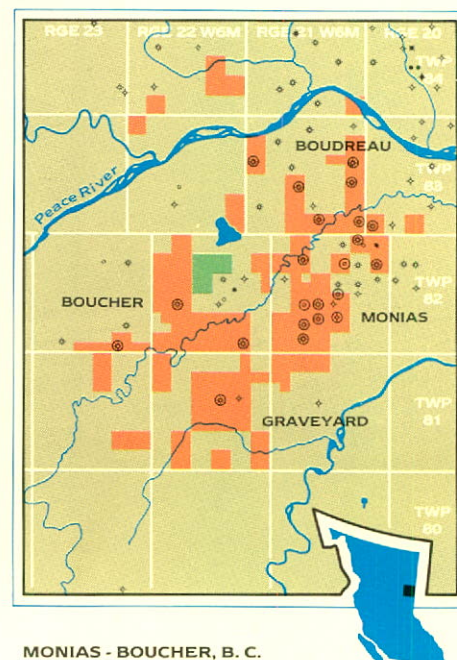 RGE 23 RGE 22 W6M RGE 21 W6M RGE 20
TWP
84
BOUDREAU
TWP
83
Peace River
BOUCHER
TWP
82
MONIAS
TWP
81
GRAVEYARD
TWP
80
MONIAS - BOUCHER, B. C.